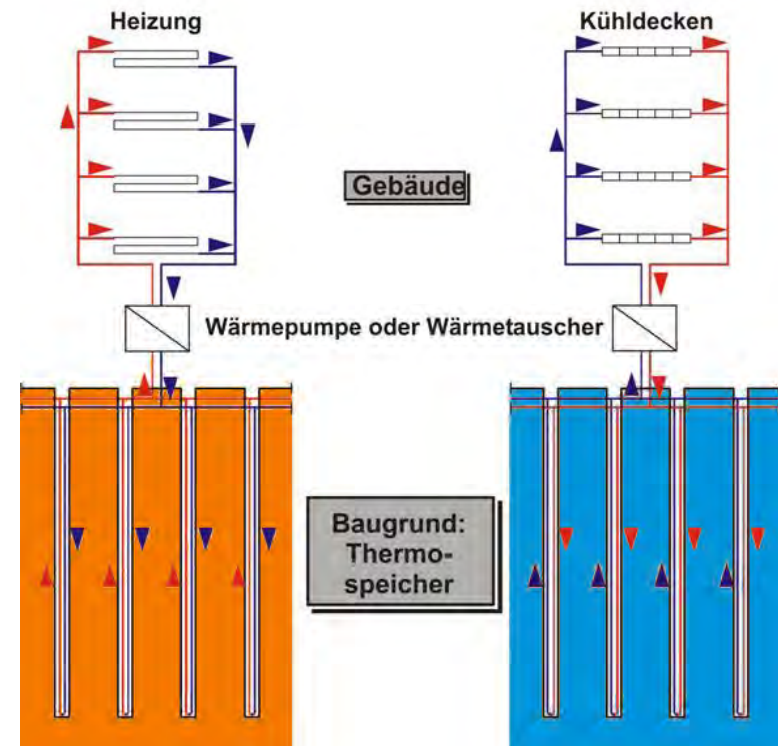 Heizung
Kühldecken
Gebäude
Wärmepumpe oder Wärmetauscher
Baugrund:
Thermo-
speicher